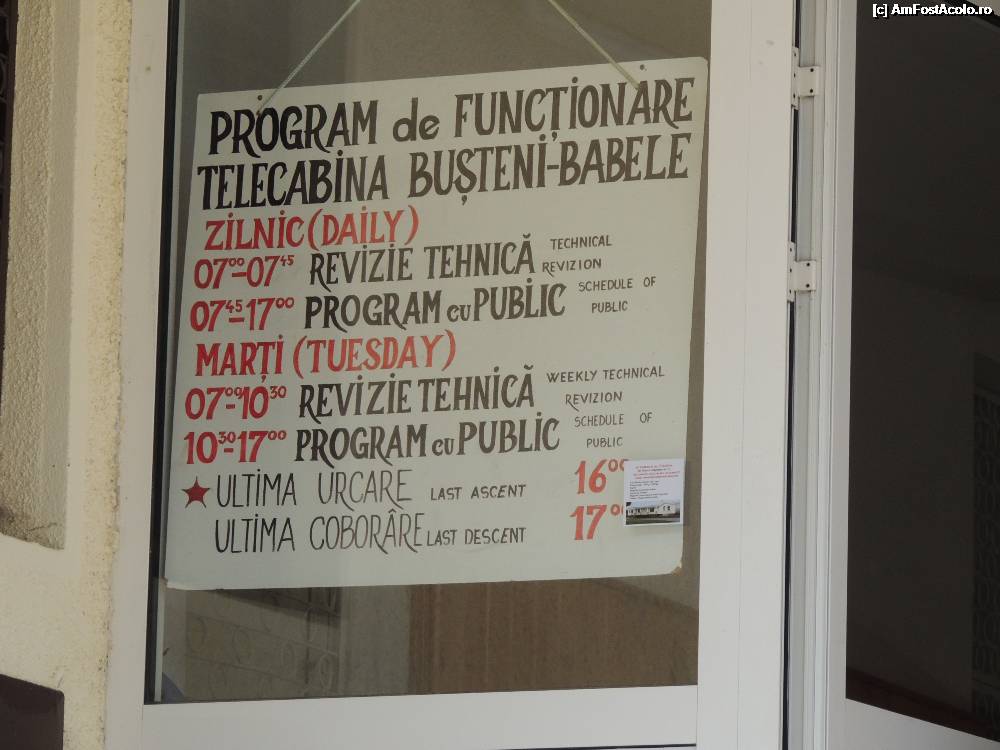 [c] AmFostAcolo.ro
PROGRAM de FUNCȚIONARE
TELECABINA BUȘTENI-BABELE
ZILNIC (DAILY)
07⁰⁰-07⁴⁵ REVIZIE TEHNICĂ TECHNICAL REVIZION
07⁴⁵-17⁰⁰ PROGRAM cu PUBLIC SCHEDULE OF PUBLIC
MARȚI (TUESDAY)
07⁰⁰-10³⁰ REVIZIE TEHNICĂ WEEKLY TECHNICAL REVIZION
10³⁰-17⁰⁰ PROGRAM cu PUBLIC SCHEDULE OF PUBLIC
★ ULTIMA URCARE LAST ASCENT 16⁰⁰
ULTIMA COBORÂRE LAST DESCENT 17⁰⁰